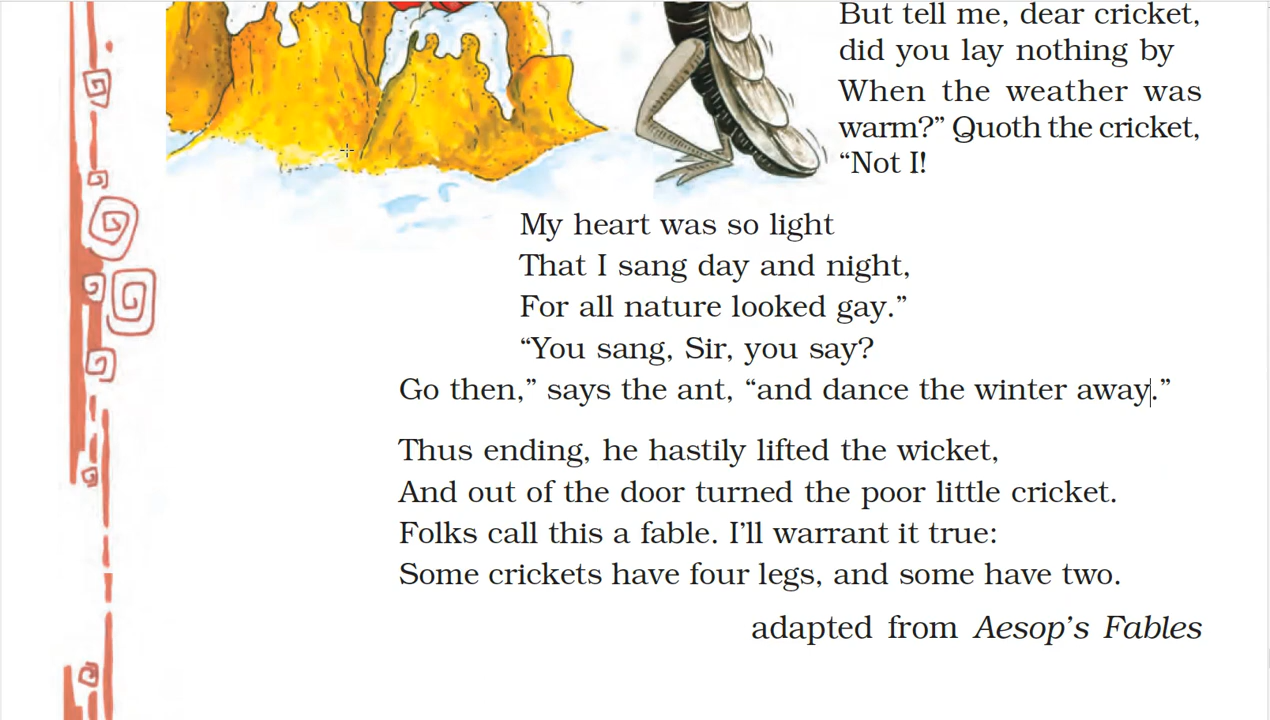 But tell me, dear cricket,
did you lay nothing by
When the weather was
warm?” Quoth the cricket,
“Not I!
My heart was so light
That I sang day and night,
For all nature looked gay.”
“You sang, Sir, you say?
Go then,” says the ant, “and dance the winter away.”
Thus ending, he hastily lifted the wicket,
And out of the door turned the poor little cricket.
Folks call this a fable. I’ll warrant it true:
Some crickets have four legs, and some have two.
adapted from Aesop’s Fables